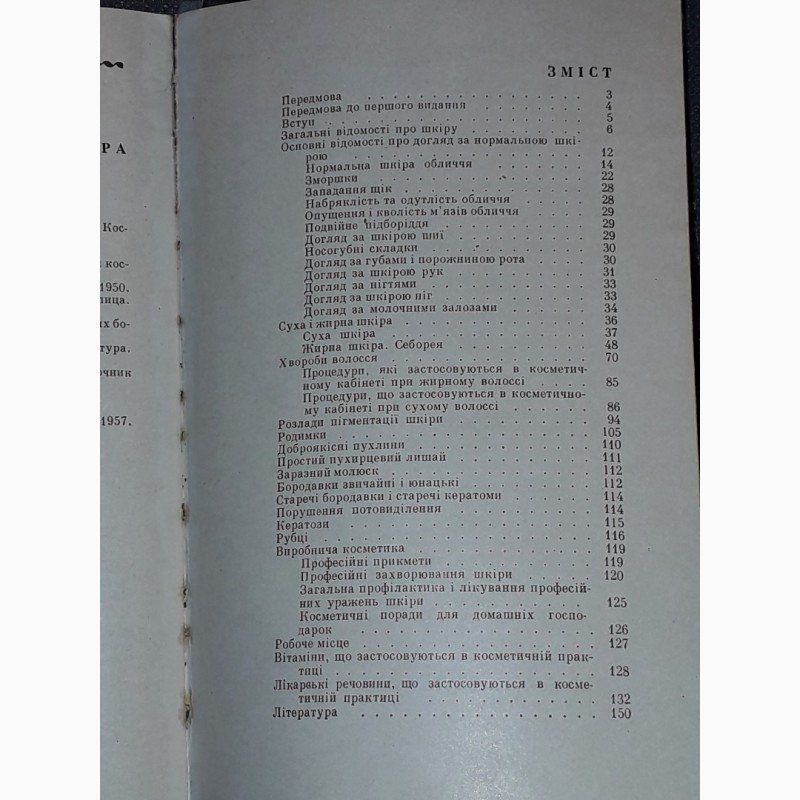 РА
Кос-
кос-
1950.
ница.
их бо-
тура.
очник
1957.
ЗМІСТ
Передмова . . . . . . . . . . . . 3
Передмова до першого видання . . . . . . 4
Вступ . . . . . . . . . . . . . 5
Загальні відомості про шкіру . . . . . . 6
Основні відомості про догляд за нормальною шкі-
рою . . . . . . . . . . . . 12
Нормальна шкіра обличчя . . . . . 14
Зморшки . . . . . . . . . . 22
Западання щік . . . . . . . . 28
Набряклість та одутлість обличчя . . . 28
Опущення і кволість м'язів обличчя . . . 29
Подвійне підборіддя . . . . . . . 29
Догляд за шкірою шиї . . . . . . 29
Носогубні складки . . . . . . . 30
Догляд за губами і порожниною рота . . . 30
Догляд за шкірою рук . . . . . . 31
Догляд за нігтями . . . . . . . 33
Догляд за шкірою ніг . . . . . . 33
Догляд за молочними залозами . . . . 34
Суха і жирна шкіра . . . . . . . . 36
Суха шкіра . . . . . . . . . 37
Жирна шкіра. Себорея . . . . . . 48
Хвороби волосся . . . . . . . . . 70
Процедури, які застосовуються в косметич-
ному кабінеті при жирному волоссі . . . 85
Процедури, що застосовуються в косметично-
му кабінеті при сухому волоссі . . . . 86
Розлади пігментації шкіри . . . . . . 94
Родимки . . . . . . . . . . . 105
Доброякісні пухлини . . . . . . . . 110
Простий пухирцевий лишай . . . . . . 111
Заразний молюск . . . . . . . . . 112
Бородавки звичайні і юнацькі . . . . . 112
Старечі бородавки і старечі кератоми . . . 114
Порушення потовиділення . . . . . . 114
Кератози . . . . . . . . . . . 115
Рубці . . . . . . . . . . . . 116
Виробнича косметика . . . . . . . . 119
Професійні прикмети . . . . . . . 119
Професійні захворювання шкіри . . . . 120
Загальна профілактика і лікування професій-
них уражень шкіри . . . . . . . 125
Косметичні поради для домашніх госпо-
дарок . . . . . . . . . . 126
Робоче місце . . . . . . . . . . 127
Вітаміни, що застосовуються в косметичній прак-
тиці . . . . . . . . . . . 128
Лікарські речовини, що застосовуються в косме-
тичній практиці . . . . . . . . 132
Література . . . . . . . . . . . 150